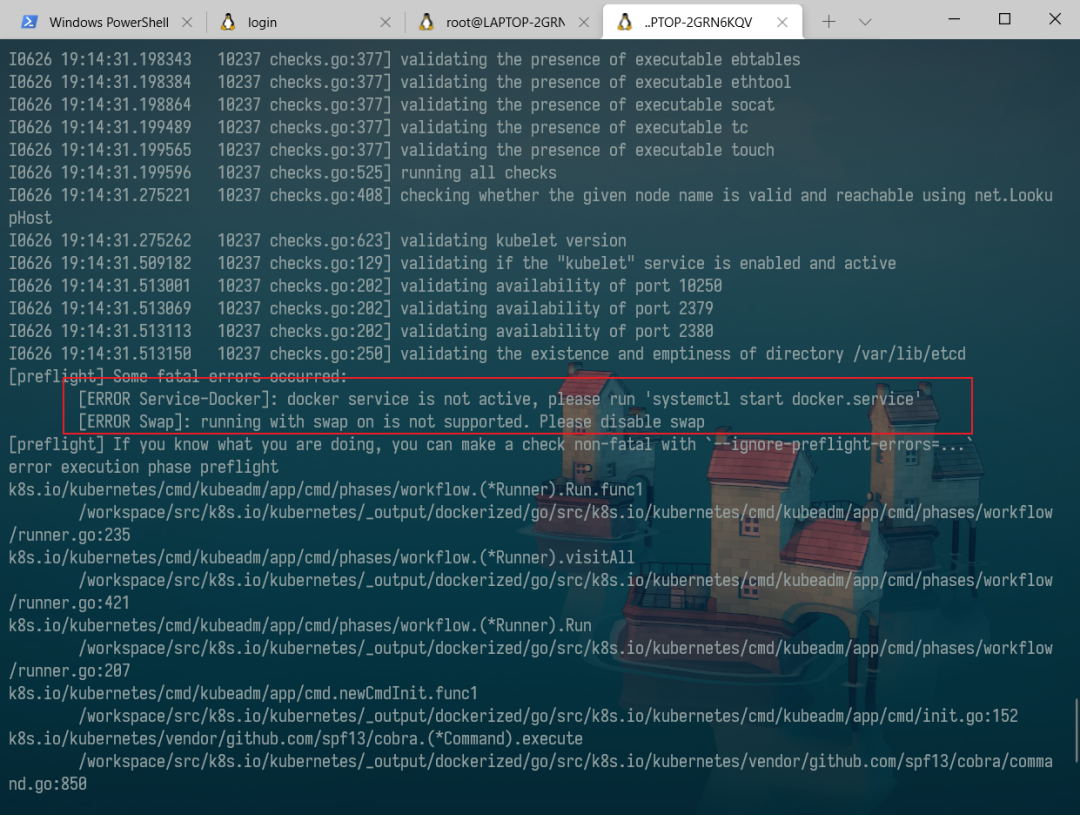 Windows PowerShell
login
root@LAPTOP-2GRN
..PTOP-2GRN6KQV
I0626 19:14:31.198343   10237 checks.go:377] validating the presence of executable ebtables
I0626 19:14:31.198384   10237 checks.go:377] validating the presence of executable ethtool
I0626 19:14:31.198864   10237 checks.go:377] validating the presence of executable socat
I0626 19:14:31.199489   10237 checks.go:377] validating the presence of executable tc
I0626 19:14:31.199565   10237 checks.go:377] validating the presence of executable touch
I0626 19:14:31.199596   10237 checks.go:525] running all checks
I0626 19:14:31.275221   10237 checks.go:408] checking whether the given node name is valid and reachable using net.Looku
pHost
I0626 19:14:31.275262   10237 checks.go:623] validating kubelet version
I0626 19:14:31.509182   10237 checks.go:129] validating if the "kubelet" service is enabled and active
I0626 19:14:31.513001   10237 checks.go:202] validating availability of port 10250
I0626 19:14:31.513069   10237 checks.go:202] validating availability of port 2379
I0626 19:14:31.513113   10237 checks.go:202] validating availability of port 2380
I0626 19:14:31.513150   10237 checks.go:250] validating the existence and emptiness of directory /var/lib/etcd
[preflight] Some fatal errors occurred:
        [ERROR Service-Docker]: docker service is not active, please run 'systemctl start docker.service'
        [ERROR Swap]: running with swap on is not supported. Please disable swap
[preflight] If you know what you are doing, you can make a check non-fatal with `--ignore-preflight-errors=...`
error execution phase preflight
k8s.io/kubernetes/cmd/kubeadm/app/cmd/phases/workflow.(*Runner).Run.func1
        /workspace/src/k8s.io/kubernetes/_output/dockerized/go/src/k8s.io/kubernetes/cmd/kubeadm/app/cmd/phases/workflow
/runner.go:235
k8s.io/kubernetes/cmd/kubeadm/app/cmd/phases/workflow.(*Runner).visitAll
        /workspace/src/k8s.io/kubernetes/_output/dockerized/go/src/k8s.io/kubernetes/cmd/kubeadm/app/cmd/phases/workflow
/runner.go:421
k8s.io/kubernetes/cmd/kubeadm/app/cmd/phases/workflow.(*Runner).Run
        /workspace/src/k8s.io/kubernetes/_output/dockerized/go/src/k8s.io/kubernetes/cmd/kubeadm/app/cmd/phases/workflow
/runner.go:207
k8s.io/kubernetes/cmd/kubeadm/app/cmd.newCmdInit.func1
        /workspace/src/k8s.io/kubernetes/_output/dockerized/go/src/k8s.io/kubernetes/cmd/kubeadm/app/cmd/init.go:152
k8s.io/kubernetes/vendor/github.com/spf13/cobra.(*Command).execute
        /workspace/src/k8s.io/kubernetes/_output/dockerized/go/src/k8s.io/kubernetes/vendor/github.com/spf13/cobra/comma
nd.go:850